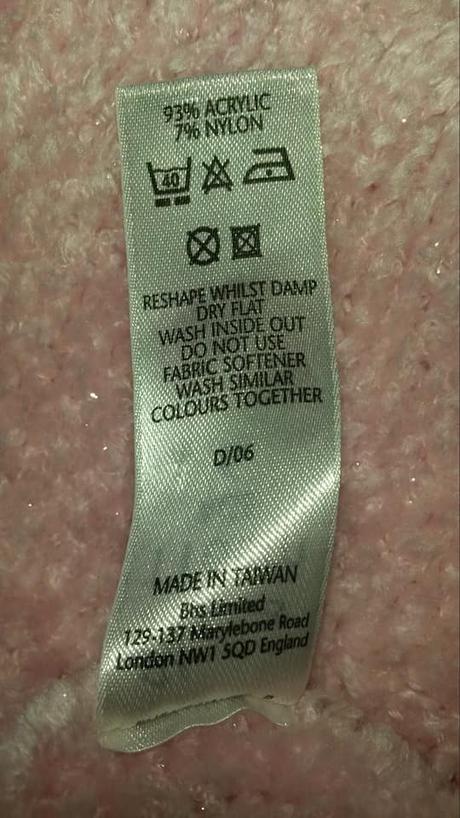 93% ACRYLIC
7% NYLON
40
RESHAPE WHILST DAMP
DRY FLAT
WASH INSIDE OUT
DO NOT USE
FABRIC SOFTENER
WASH SIMILAR
COLOURS TOGETHER
D/06
MADE IN TAIWAN
Bhs Limited
129-137 Marylebone Road
London NW1 5QD England